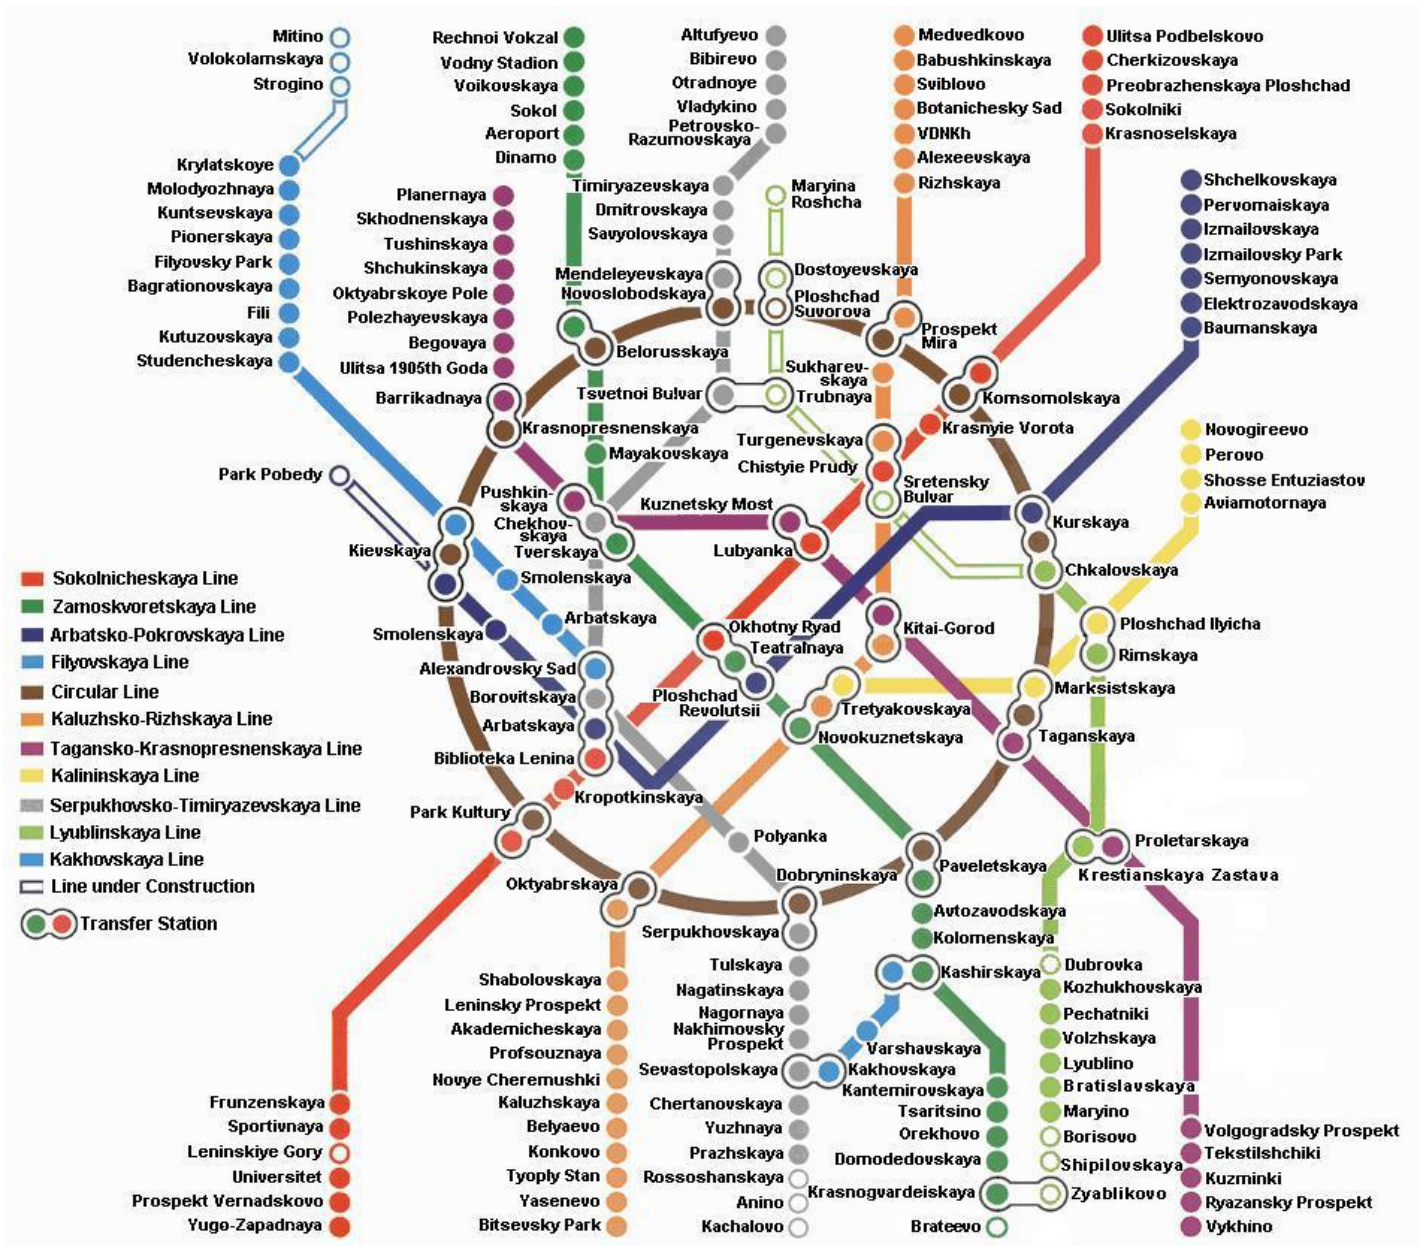 Mitino
Volokolamskaya
Strogino
Krylatskoye
Molodyozhnaya
Kuntsevskaya
Pionerskaya
Filyovsky Park
Bagrationovskaya
Fili
Kutuzovskaya
Studencheskaya
Rechnoi Vokzal
Vodny Stadion
Voikovskaya
Sokol
Aeroport
Dinamo
Planernaya
Skhodnenskaya
Tushinskaya
Shchukinskaya
Oktyabrskoye Pole
Polezhayevskaya
Begovaya
Ulitsa 1905th Goda
Barrikadnaya
Krasnopresnenskaya
Altufyevo
Bibirevo
Otradnoye
Vladykino
Petrovsko-
Razumovskaya
Timiryazevskaya
Dmitrovskaya
Savyolovskaya
Mendeleyevskaya
Novoslobodskaya
Maryina
Roshcha
Dostoyevskaya
Ploshchad
Suvorova
Medvedkovo
Babushkinskaya
Sviblovo
Botanichesky Sad
VDNKh
Alexeevskaya
Rizhskaya
Prospekt
Mira
Ulitsa Podbelskovo
Cherkizovskaya
Preobrazhenskaya Ploshchad
Sokolniki
Krasnoselskaya
Shchelkovskaya
Pervomaiskaya
Izmailovskaya
Izmailovsky Park
Semyonovskaya
Elektrozavodskaya
Baumanskaya
Novogireevo
Perovo
Shosse Entuziastov
Aviamotornaya
Belorusskaya
Tsvetnoi Bulvar
Trubnaya
Sukharev-
skaya
Komsomolskaya
Krasnyie Vorota
Mayakovskaya
Turgenevskaya
Chistyie Prudy
Sretensky
Bulvar
Park Pobedy
Pushkin-
skaya
Chekhov-
skaya
Tverskaya
Kuznetsky Most
Lubyanka
Kurskaya
Chkalovskaya
Kievskaya
Smolenskaya
Arbatskaya
Smolenskaya
Okhotny Ryad
Teatralnaya
Ploshchad
Revolutsii
Kitai-Gorod
Ploshchad Ilyicha
Rimskaya
Alexandrovsky Sad
Borovitskaya
Arbatskaya
Biblioteka Lenina
Tretyakovskaya
Novokuznetskaya
Marksistskaya
Taganskaya
Kropotkinskaya
Park Kultury
Polyanka
Oktyabrskaya
Dobryninskaya
Serpukhovskaya
Paveletskaya
Proletarskaya
Krestianskaya Zastava
Sokolnicheskaya Line
Zamoskvoretskaya Line
Arbatsko-Pokrovskaya Line
Filyovskaya Line
Circular Line
Kaluzhsko-Rizhskaya Line
Tagansko-Krasnopresnenskaya Line
Kalininskaya Line
Serpukhovsko-Timiryazevskaya Line
Lyublinskaya Line
Kakhovskaya Line
Line under Construction
Transfer Station
Frunzenskaya
Sportivnaya
Leninskiye Gory
Universitet
Prospekt Vernadskovo
Yugo-Zapadnaya
Shabolovskaya
Leninsky Prospekt
Akademicheskaya
Profsouznaya
Novye Cheremushki
Kaluzhskaya
Belyaevo
Konkovo
Tyoply Stan
Yasenevo
Bitsevsky Park
Tulskaya
Nagatinskaya
Nagornaya
Nakhimovsky
Prospekt
Sevastopolskaya
Chertanovskaya
Yuzhnaya
Prazhskaya
Rossoshanskaya
Anino
Kachalovo
Avtozavodskaya
Kolomenskaya
Kashirskaya
Varshavskaya
Kakhovskaya
Kantemirovskaya
Tsaritsino
Orekhovo
Domodedovskaya
Krasnogvardeiskaya
Brateevo
Dubrovka
Kozhukhovskaya
Pechatniki
Volzhskaya
Lyublino
Bratislavskaya
Maryino
Borisovo
Shipilovskaya
Zyablikovo
Volgogradsky Prospekt
Tekstilshchiki
Kuzminki
Ryazansky Prospekt
Vykhino